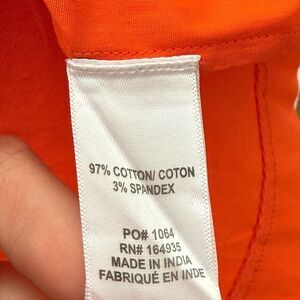 97% COTTON/ COTON
3% SPANDEX
PO# 1064
RN# 164935
MADE IN INDIA
FABRIQUÉ EN INDE